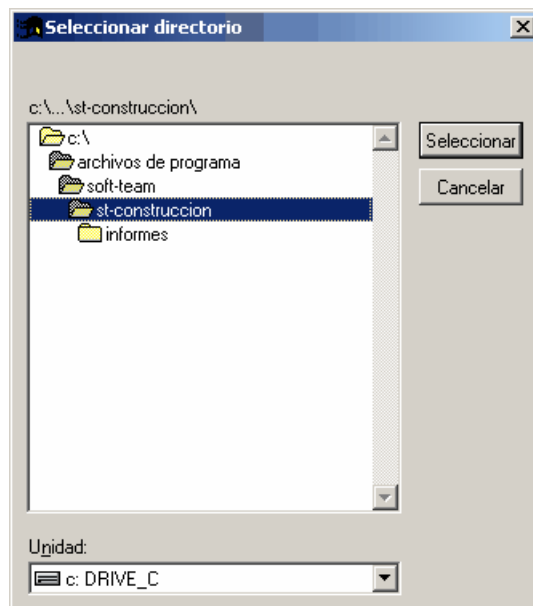 Seleccionar directorio
c:\...\st-construccion\
c:\
archivos de programa
soft-team
st-construccion
informes
Seleccionar
Cancelar
Unidad:
c: DRIVE_C